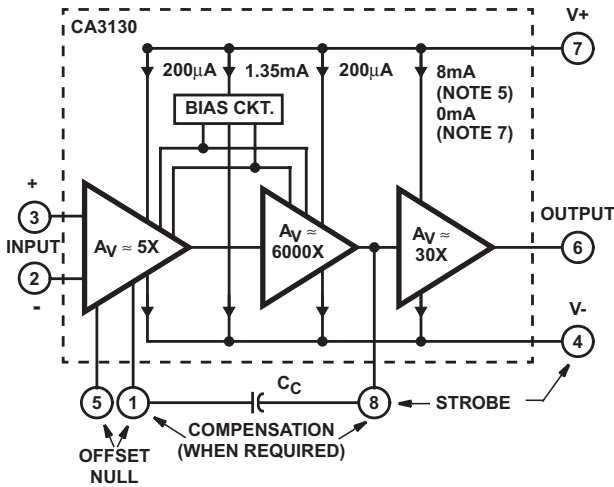 CA3130
V+
7
200µA
1.35mA
200µA
8mA
(NOTE 5)
0mA
(NOTE 7)
BIAS CKT.
+
3
INPUT
2
-
AV ≈ 5X
AV ≈
6000X
AV ≈
30X
OUTPUT
6
V-
4
CC
5
1
8
STROBE
COMPENSATION
(WHEN REQUIRED)
OFFSET
NULL